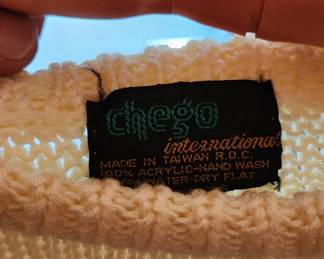 chego
international
MADE IN TAIWAN R.O.C.
100% ACRYLIC-HAND WASH
WATER-DRY FLAT